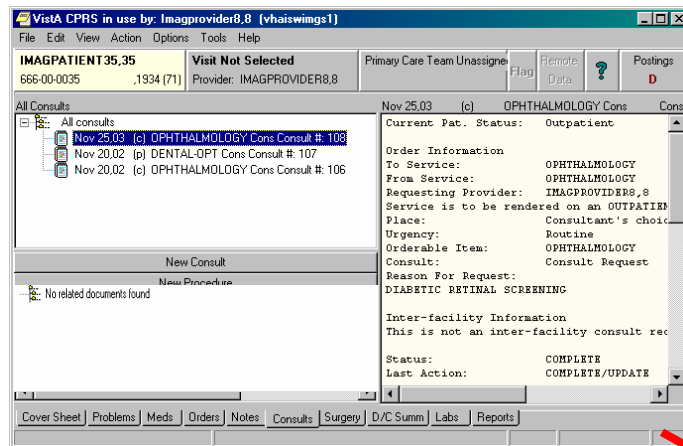 VistA CPRS in use by: Imagprovider8,8 (vhaiswimgs1)
File Edit View Action Options Tools Help
IMAGPATIENT35,35 Visit Not Selected Primary Care Team Unassigne Flag Remote Data ? Postings
666-00-0035 ,1934 (71) Provider: IMAGPROVIDER8,8 D
All Consults
All consults
Nov 25,03 (c) OPHTHALMOLOGY Cons Consult #: 108
Nov 20,02 (p) DENTAL-OPT Cons Consult #: 107
Nov 20,02 (c) OPHTHALMOLOGY Cons Consult #: 106
New Consult
New Procedure
No related documents found
Nov 25,03 (c) OPHTHALMOLOGY Cons Cons
Current Pat. Status: Outpatient
Order Information
To Service: OPHTHALMOLOGY
From Service: OPHTHALMOLOGY
Requesting Provider: IMAGPROVIDER8,8
Service is to be rendered on an OUTPATIEN
Place: Consultant's choic
Urgency: Routine
Orderable Item: OPHTHALMOLOGY
Consult: Consult Request
Reason For Request:
DIABETIC RETINAL SCREENING
Inter-facility Information
This is not an inter-facility consult rec
Status: COMPLETE
Last Action: COMPLETE/UPDATE
Cover Sheet Problems Meds Orders Notes Consults Surgery D/C Summ Labs Reports